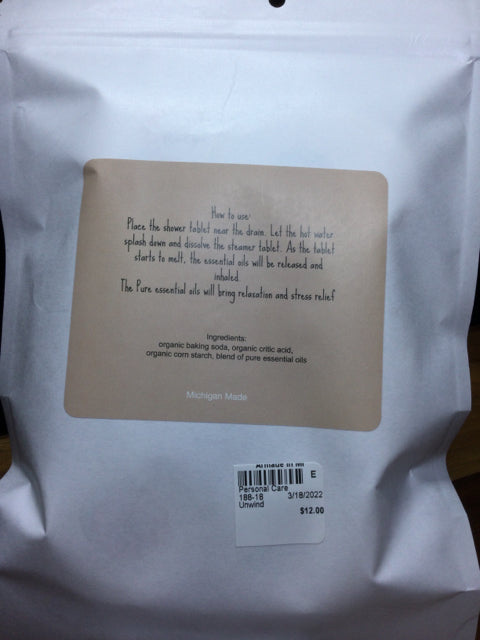 How to use:
Place the shower tablet near the drain. Let the hot water
splash down and dissolve the steamer tablet. As the tablet
starts to melt, the essential oils will be released and
inhaled.
The Pure essential oils will bring relaxation and stress relief
Ingredients:
organic baking soda, organic critic acid,
organic corn starch, blend of pure essential oils
Michigan Made
E
Personal Care
188-18 3/18/2022
Unwind
$12.00